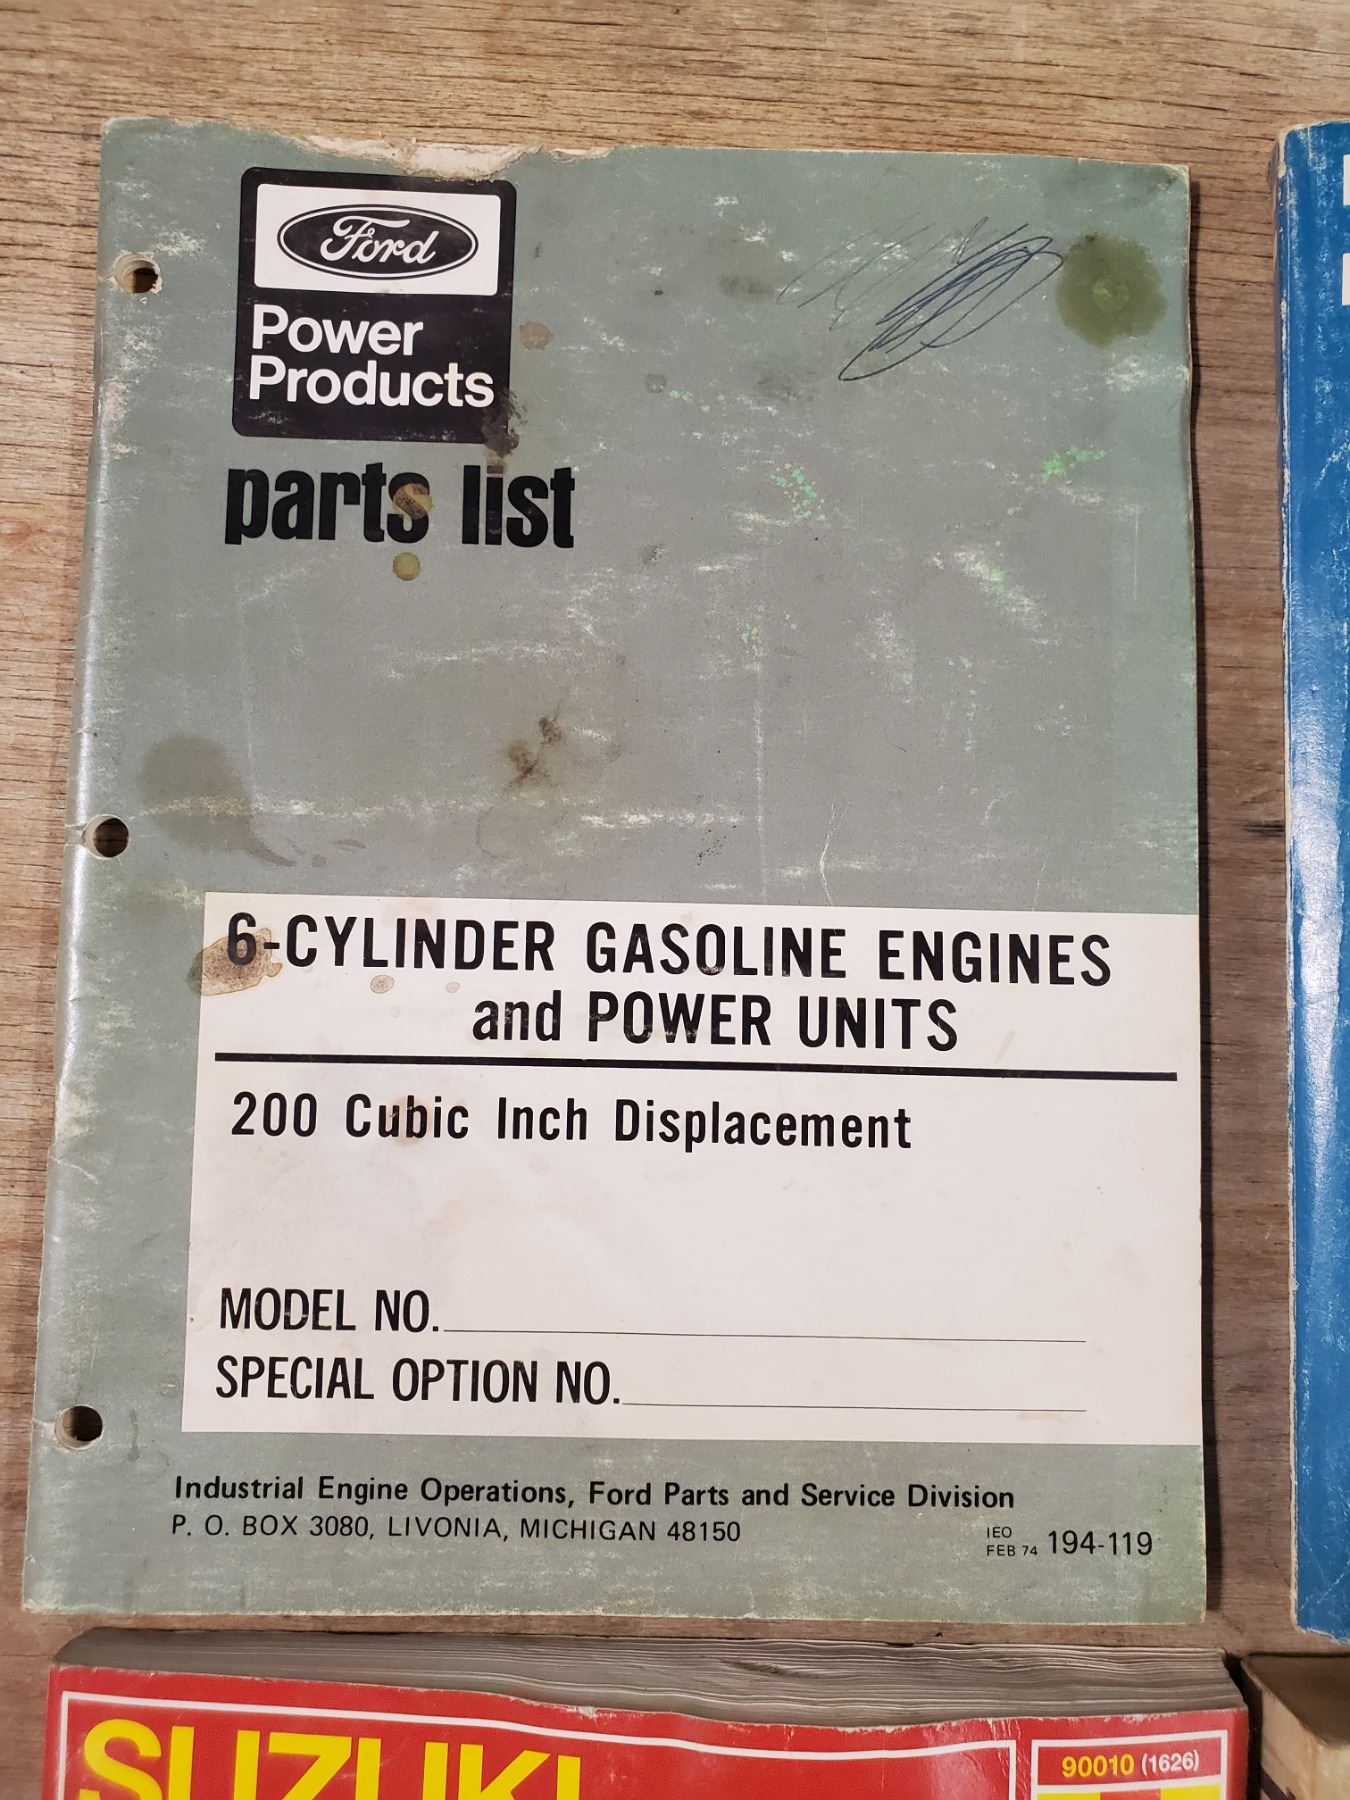 Ford
Power
Products
parts list
6-CYLINDER GASOLINE ENGINES
and POWER UNITS
200 Cubic Inch Displacement
MODEL NO.
SPECIAL OPTION NO.
Industrial Engine Operations, Ford Parts and Service Division
P. O. BOX 3080, LIVONIA, MICHIGAN 48150
IEO
FEB 74 194-119
SUZUKI
90010 (1626)